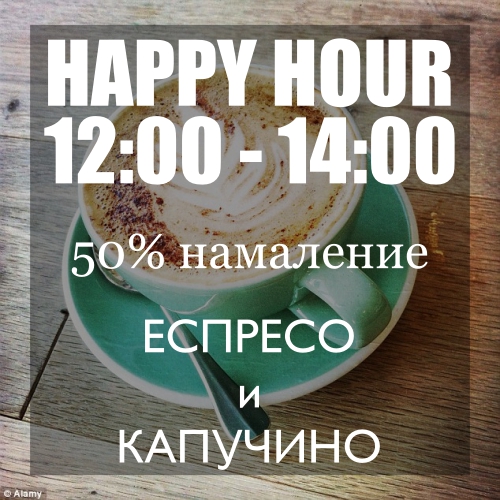 HAPPY HOUR
12:00 - 14:00
50% намаление
ЕСПРЕСО
и
КАПУЧИНО
© Alamy